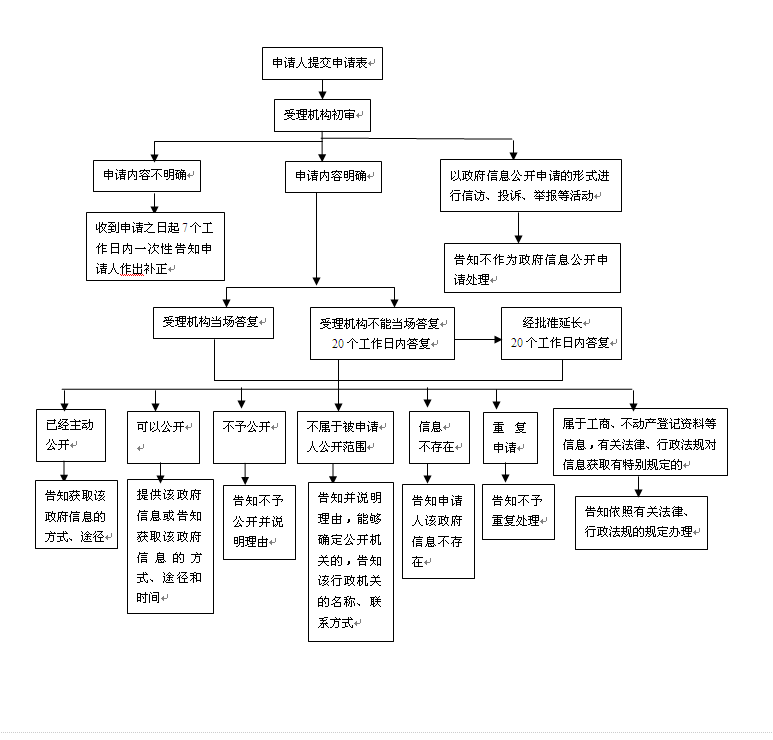 申请人提交申请表
受理机构初审
申请内容不明确
申请内容明确
以政府信息公开申请的形式进
行信访、投诉、举报等活动
收到申请之日起7个工
作日内一次性告知申
请人作出补正
告知不作为政府信息公开申
请处理
受理机构当场答复
受理机构不能当场答复
20个工作日内答复
经批准延长
20个工作日内答复
已经主动
公开
可以公开
不予公开
不属于被申请
人公开范围
信息
不存在
重 复
申请
属于工商、不动产登记资料等
信息，有关法律、行政法规对
信息获取有特别规定的
告知获取该
政府信息的
方式、途径
提供该政府
信息或告知
获取该政府
信息的方
式、途径和
时间
告知不予
公开并说
明理由
告知并说明
理由，能够
确定公开机
关的，告知
该行政机关
的名称、联
系方式
告知申请
人该政府
信息不存
在
告知不予
重复处理
告知依照有关法律、
行政法规的规定办理